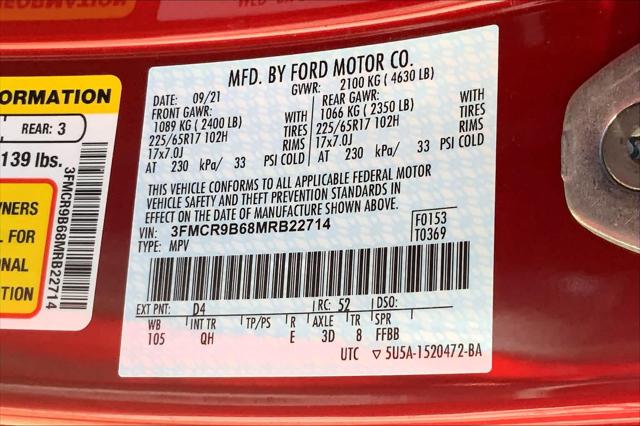 ORMATION
REAR: 3
139 lbs.
WNERS
L FOR
ONAL
ION
3FMCR9B68MRB22714
MFD. BY FORD MOTOR CO.
DATE: 09/21 GVWR: 2100 KG ( 4630 LB)
FRONT GAWR: REAR GAWR:
1089 KG ( 2400 LB) WITH 1066 KG ( 2350 LB) WITH
225/65R17 102H TIRES 225/65R17 102H TIRES
17x7.0J RIMS 17x7.0J RIMS
AT 230 kPa/ 33 PSI COLD AT 230 kPa/ 33 PSI COLD
THIS VEHICLE CONFORMS TO ALL APPLICABLE FEDERAL MOTOR
VEHICLE SAFETY AND THEFT PREVENTION STANDARDS IN
EFFECT ON THE DATE OF MANUFACTURE SHOWN ABOVE.
VIN: 3FMCR9B68MRB22714 F0153
TYPE: MPV T0369
EXT PNT: D4 RC: 52 DSO:
WB INT TR TP/PS R AXLE TR SPR
105 QH E 3D 8 FFBB
UTC ▽ 5U5A-1520472-BA